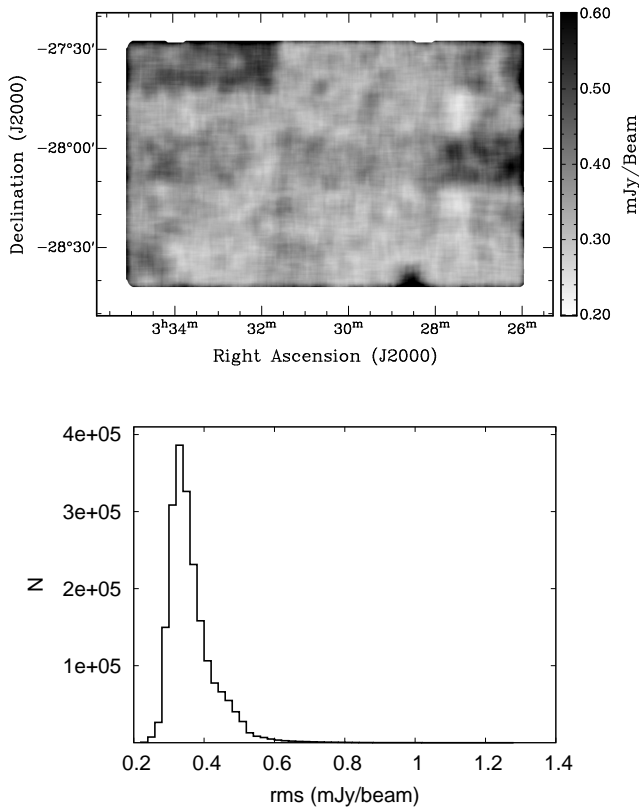 −27°30′
−28°00′
−28°30′
Declination (J2000)
3ʰ34ᵐ 32ᵐ 30ᵐ 28ᵐ 26ᵐ
Right Ascension (J2000)
0.60
0.50
0.40
0.30
0.20
mJy/Beam
4e+05
3e+05
2e+05
1e+05
N
0.2 0.4 0.6 0.8 1 1.2 1.4
rms (mJy/beam)